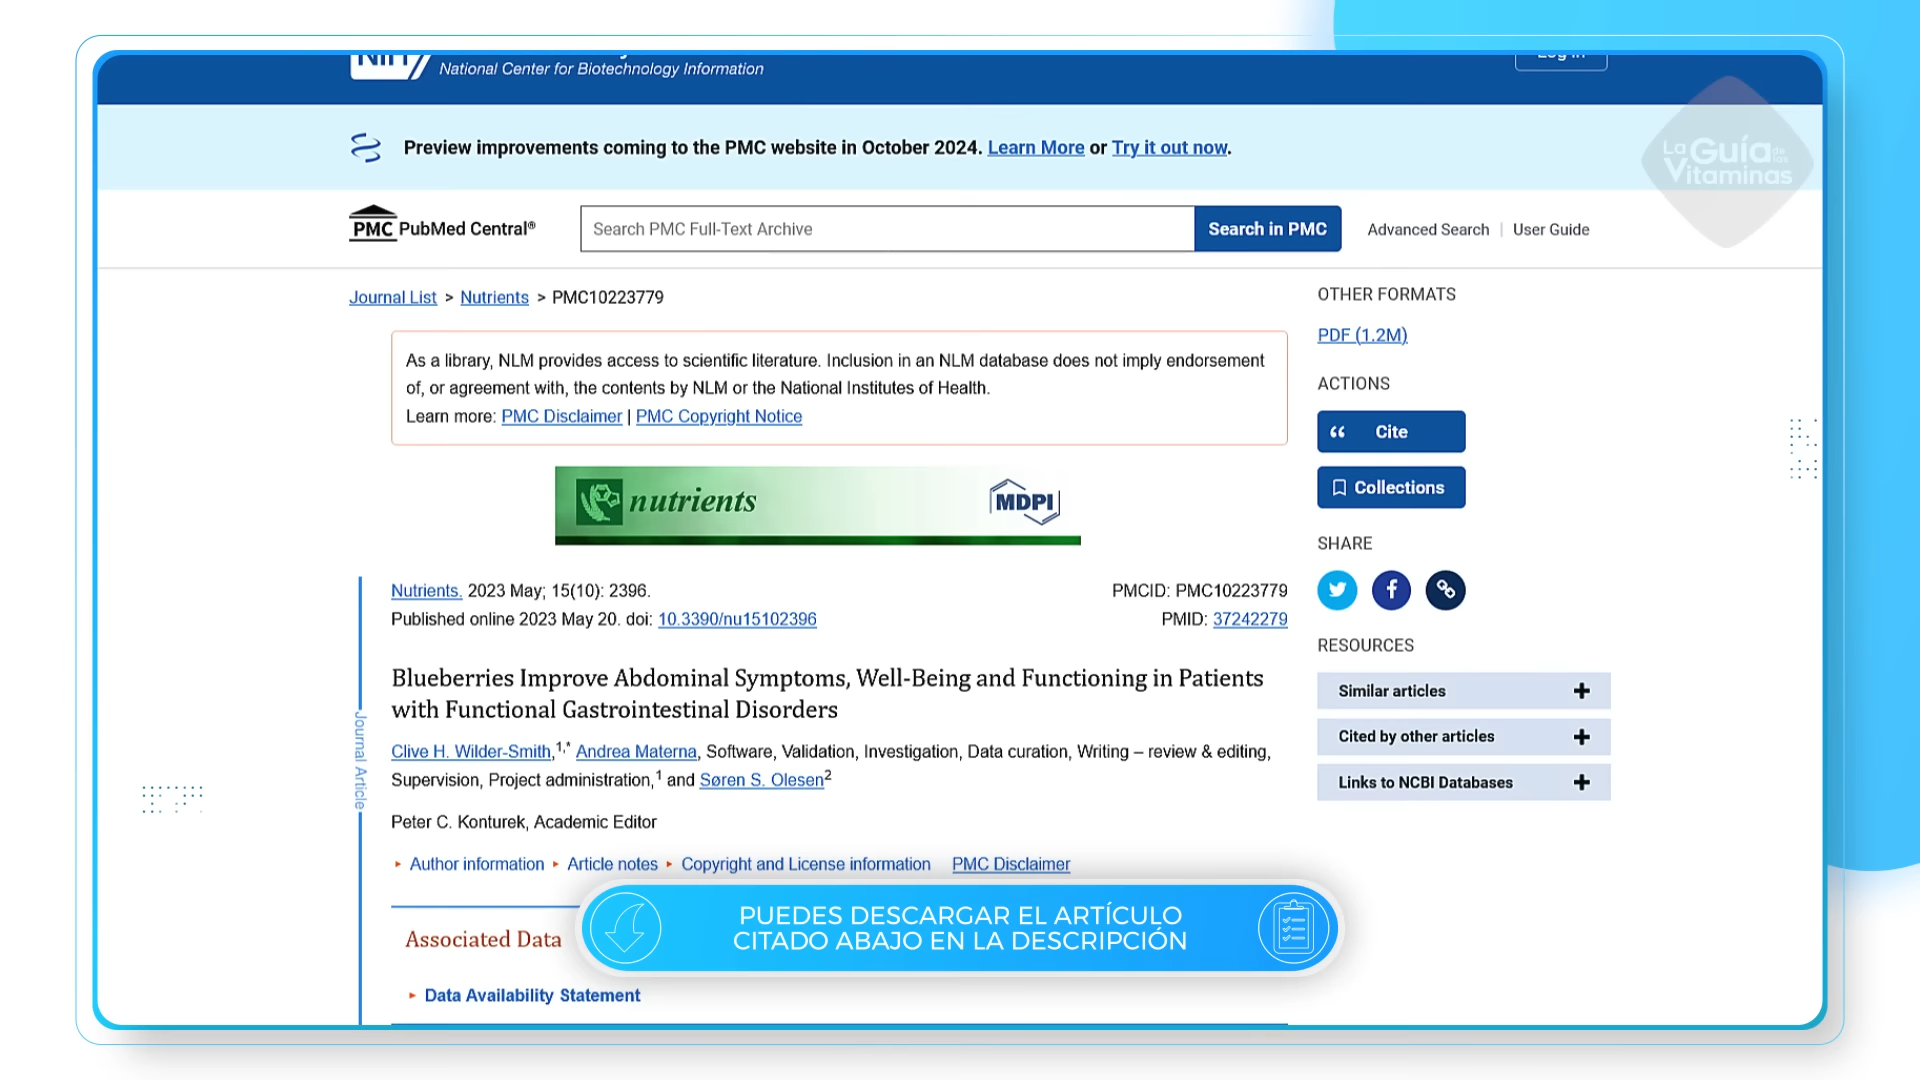 NIH
National Center for Biotechnology Information
Log in
Preview improvements coming to the PMC website in October 2024. Learn More or Try it out now.
La Guía de las Vitaminas
PMC PubMed Central®
Search PMC Full-Text Archive
Search in PMC
Advanced Search | User Guide
Journal List > Nutrients > PMC10223779
As a library, NLM provides access to scientific literature. Inclusion in an NLM database does not imply endorsement
of, or agreement with, the contents by NLM or the National Institutes of Health.
Learn more: PMC Disclaimer | PMC Copyright Notice
nutrients
MDPI
Nutrients. 2023 May; 15(10): 2396.
PMCID: PMC10223779
Published online 2023 May 20. doi: 10.3390/nu15102396
PMID: 37242279
Blueberries Improve Abdominal Symptoms, Well-Being and Functioning in Patients
with Functional Gastrointestinal Disorders
Clive H. Wilder-Smith,1,* Andrea Materna, Software, Validation, Investigation, Data curation, Writing – review & editing,
Supervision, Project administration,1 and Søren S. Olesen2
Peter C. Konturek, Academic Editor
Author information
Article notes
Copyright and License information
PMC Disclaimer
Associated Data
Data Availability Statement
Journal Article
OTHER FORMATS
PDF (1.2M)
ACTIONS
Cite
Collections
SHARE
RESOURCES
Similar articles
Cited by other articles
Links to NCBI Databases
PUEDES DESCARGAR EL ARTÍCULO
CITADO ABAJO EN LA DESCRIPCIÓN